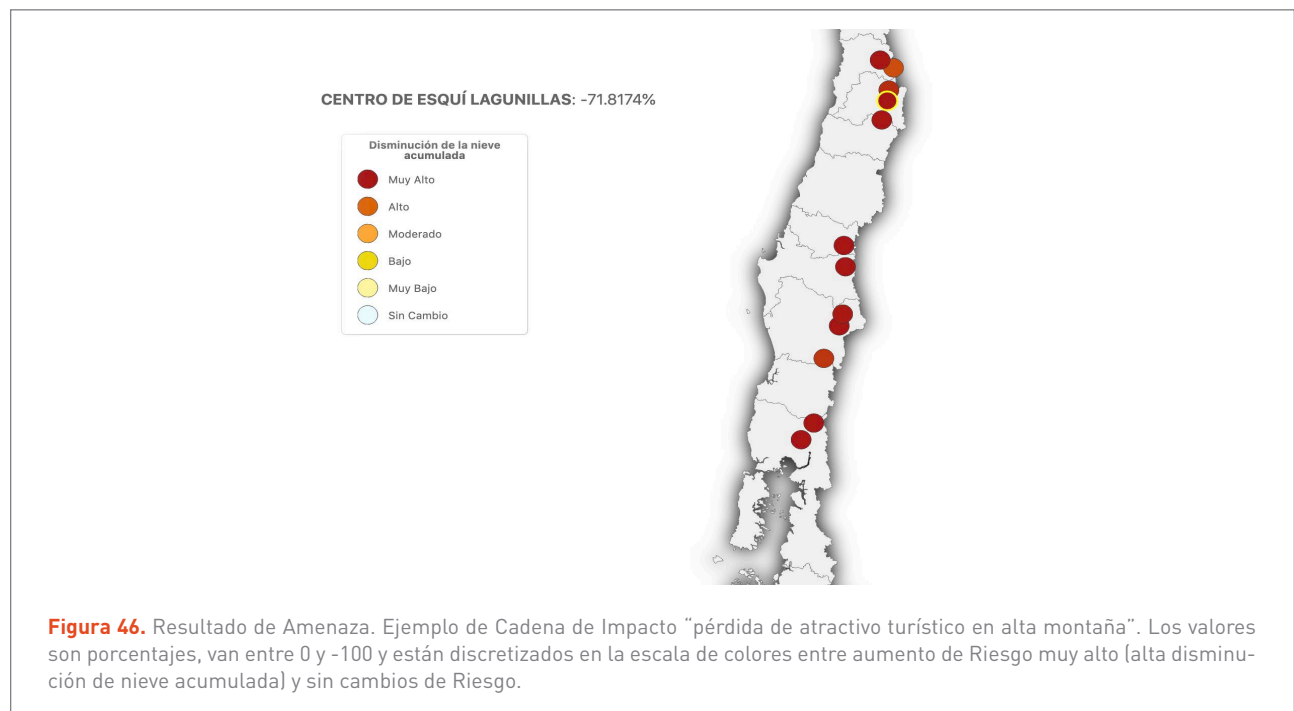 CENTRO DE ESQUÍ LAGUNILLAS: -71.8174%
Disminución de la nieve
acumulada
Muy Alto
Alto
Moderado
Bajo
Muy Bajo
Sin Cambio
Figura 46. Resultado de Amenaza. Ejemplo de Cadena de Impacto “pérdida de atractivo turístico en alta montaña”. Los valores
son porcentajes, van entre 0 y -100 y están discretizados en la escala de colores entre aumento de Riesgo muy alto (alta disminu-
ción de nieve acumulada) y sin cambios de Riesgo.